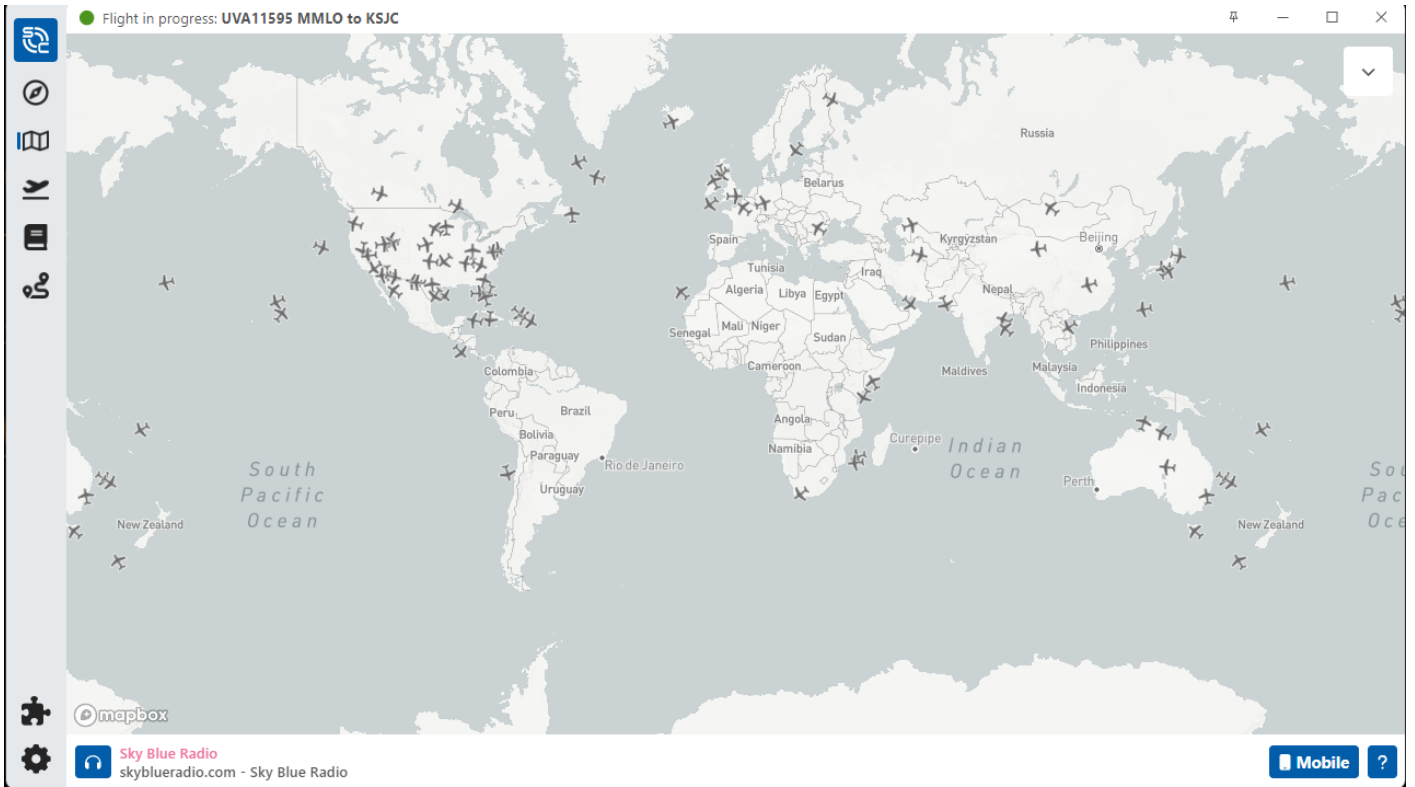 Flight in progress: UVA11595 MMLO to KSJC
Russia
Belarus
Spain
Kyrgyzstan
Beijing
Tunisia
Iraq
Algeria
Libya
Egypt
Nepal
Senegal
Mali
Niger
Sudan
Philippines
Cameroon
Maldives
Malaysia
Colombia
Indonesia
Peru
Brazil
Angola
Bolivia
Curepipe
Indian
Ocean
Paraguay
Namibia
Rio de Janeiro
South
Pacific
Ocean
Uruguay
Perth
Sou
Pac
Oce
New Zealand
New Zealand
mapbox
Sky Blue Radio
skyblueradio.com - Sky Blue Radio
Mobile
?